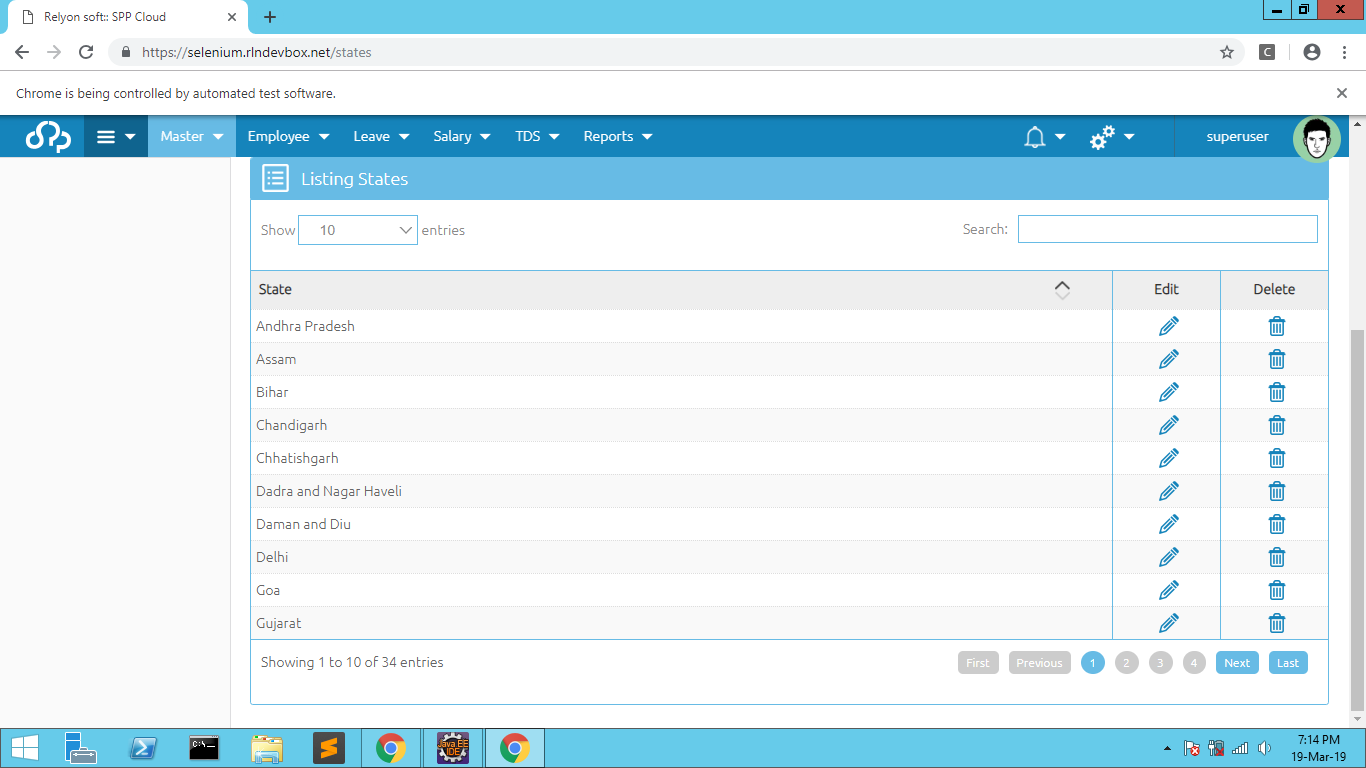 Relyon soft:: SPP Cloud
https://selenium.rlndevbox.net/states
C
Chrome is being controlled by automated test software.
Spp Master Employee Leave Salary TDS Reports superuser
Listing States
Show 10 entries Search:
State Edit Delete
Andhra Pradesh
Assam
Bihar
Chandigarh
Chhatishgarh
Dadra and Nagar Haveli
Daman and Diu
Delhi
Goa
Gujarat
Showing 1 to 10 of 34 entries First Previous 1 2 3 4 Next Last
C:\_
Java EE
IDE
7:14 PM
19-Mar-19